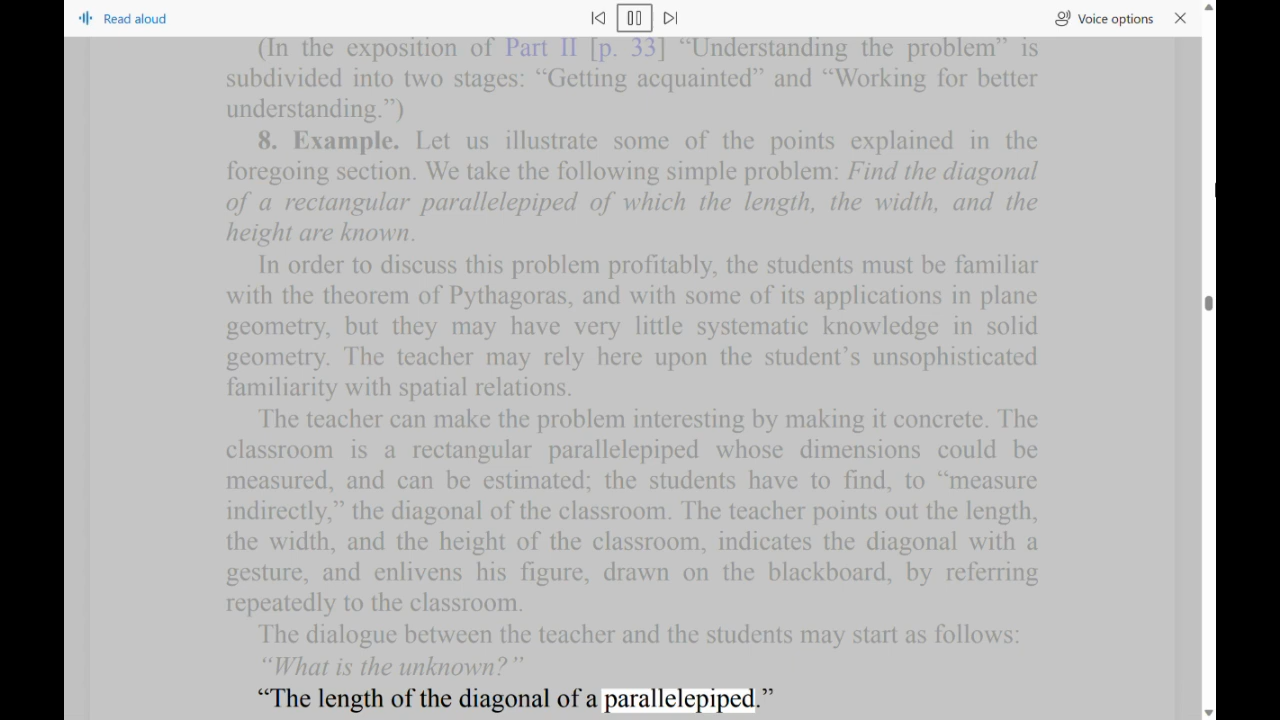 Read aloud
Voice options
(In the exposition of Part II [p. 33] “Understanding the problem” is
subdivided into two stages: “Getting acquainted” and “Working for better
understanding.”)
8. Example. Let us illustrate some of the points explained in the
foregoing section. We take the following simple problem: Find the diagonal
of a rectangular parallelepiped of which the length, the width, and the
height are known.
In order to discuss this problem profitably, the students must be familiar
with the theorem of Pythagoras, and with some of its applications in plane
geometry, but they may have very little systematic knowledge in solid
geometry. The teacher may rely here upon the student’s unsophisticated
familiarity with spatial relations.
The teacher can make the problem interesting by making it concrete. The
classroom is a rectangular parallelepiped whose dimensions could be
measured, and can be estimated; the students have to find, to “measure
indirectly,” the diagonal of the classroom. The teacher points out the length,
the width, and the height of the classroom, indicates the diagonal with a
gesture, and enlivens his figure, drawn on the blackboard, by referring
repeatedly to the classroom.
The dialogue between the teacher and the students may start as follows:
“What is the unknown?”
“The length of the diagonal of a parallelepiped.”